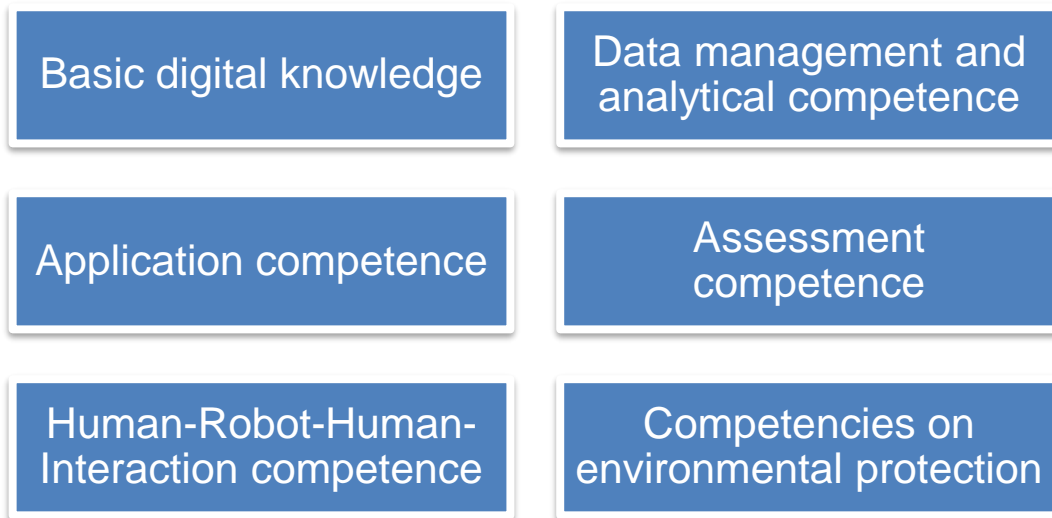 Basic digital knowledge
Data management and
analytical competence
Application competence
Assessment
competence
Human-Robot-Human-
Interaction competence
Competencies on
environmental protection